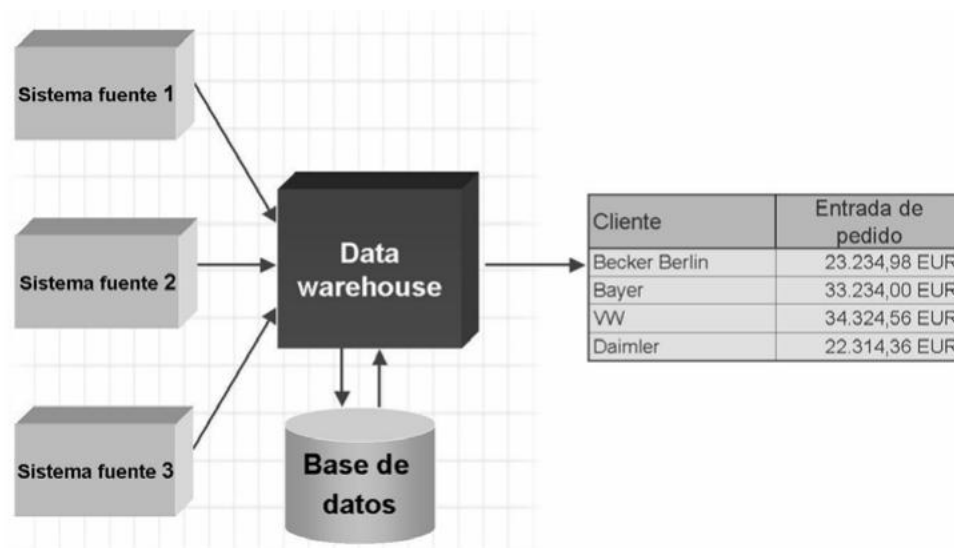 Sistema fuente 1
Sistema fuente 2
Sistema fuente 3
Data
warehouse
Base de
datos
Cliente
Entrada de
pedido
Becker Berlin 23.234,98 EUR
Bayer 33.234,00 EUR
VW 34.324,56 EUR
Daimler 22.314,36 EUR